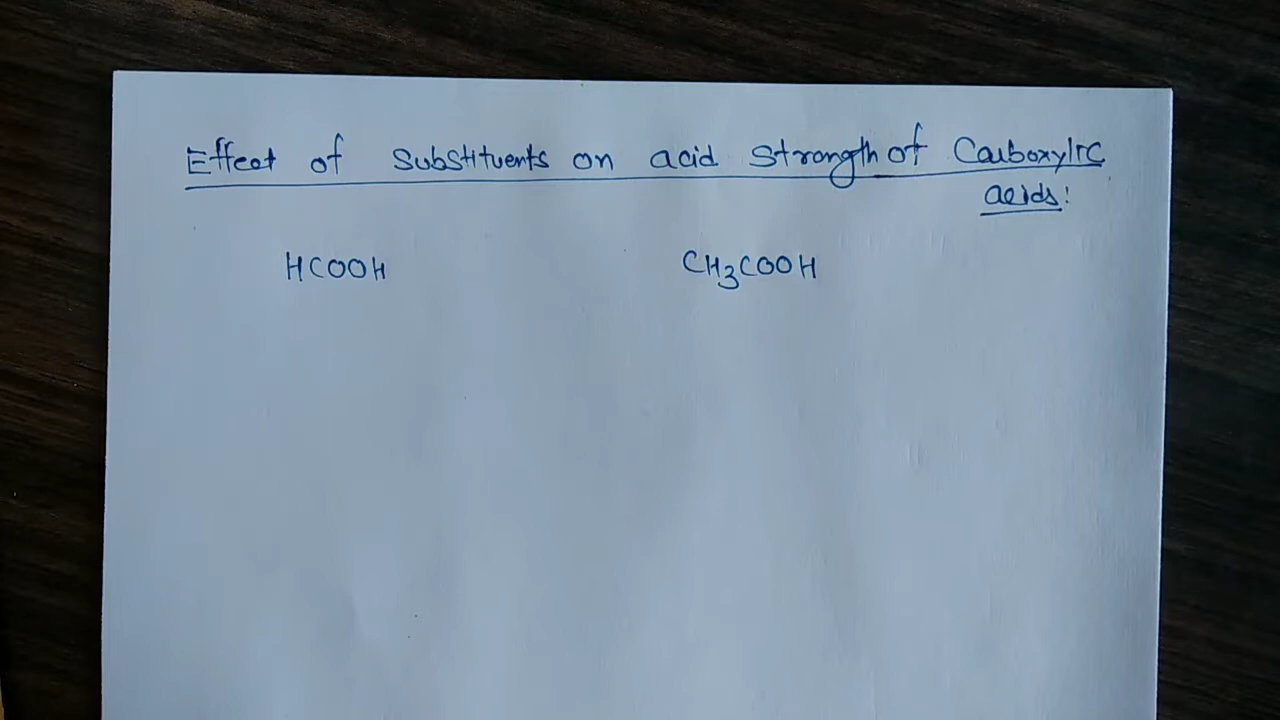 Effect of Substituents on acid Strength of Carboxylic
acids:
HCOOH CH3COOH